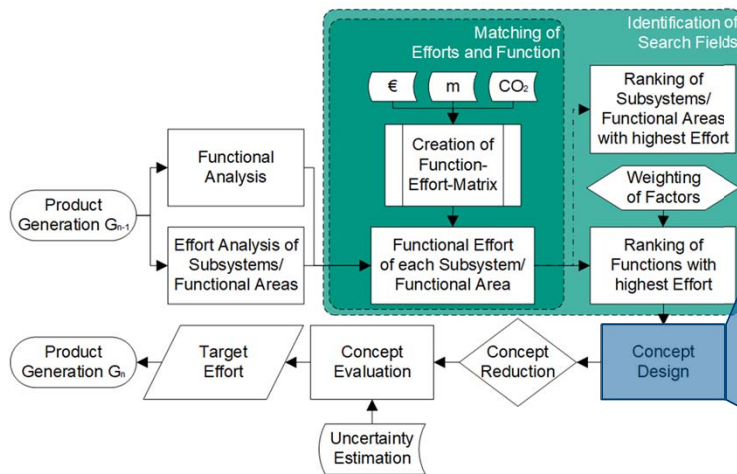 Identification of
Search Fields
Matching of
Efforts and Function
€
m
CO₂
Creation of
Function-
Effort-Matrix
Ranking of
Subsystems/
Functional Areas
with highest Effort
Functional
Analysis
Weighting
of Factors
Product
Generation Gn-1
Effort Analysis of
Subsystems/
Functional Areas
Functional Effort
of each Subsystem/
Functional Area
Ranking of
Functions with
highest Effort
Product
Generation Gn
Target
Effort
Concept
Evaluation
Concept
Reduction
Concept
Design
Uncertainty
Estimation